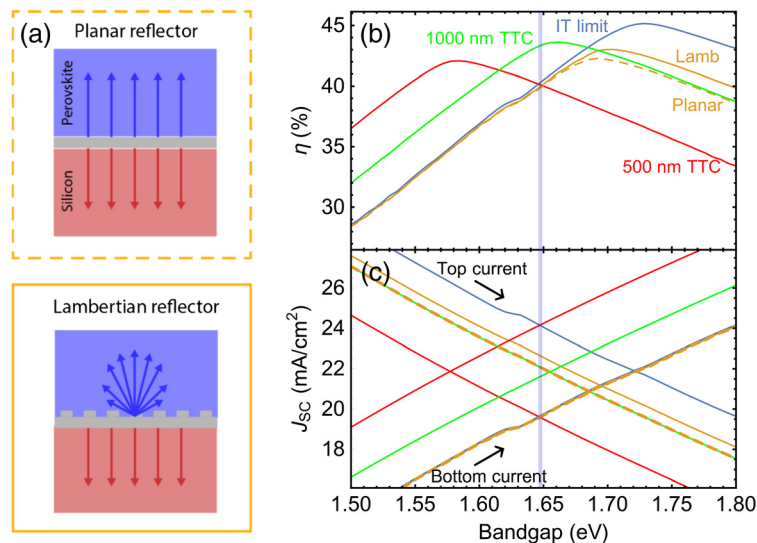 (a)
Planar reflector
Perovskite
Silicon
Lambertian reflector
(b)
IT limit
1000 nm TTC
Lamb
Planar
500 nm TTC
η (%)
45
40
35
30
(c)
Top current
Bottom current
J_SC (mA/cm²)
26
24
22
20
18
1.50 1.55 1.60 1.65 1.70 1.75 1.80
Bandgap (eV)